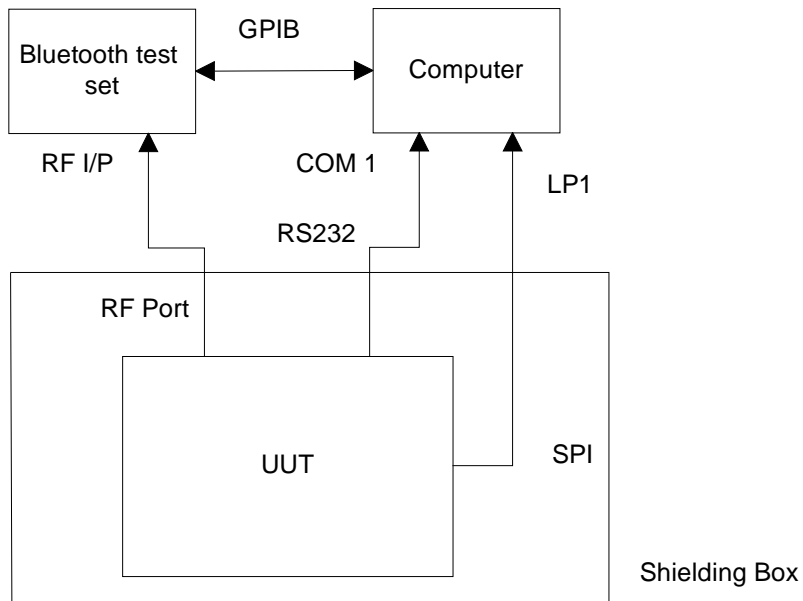 GPIB
Bluetooth test
set
Computer
RF I/P
COM 1
LP1
RS232
RF Port
UUT
SPI
Shielding Box